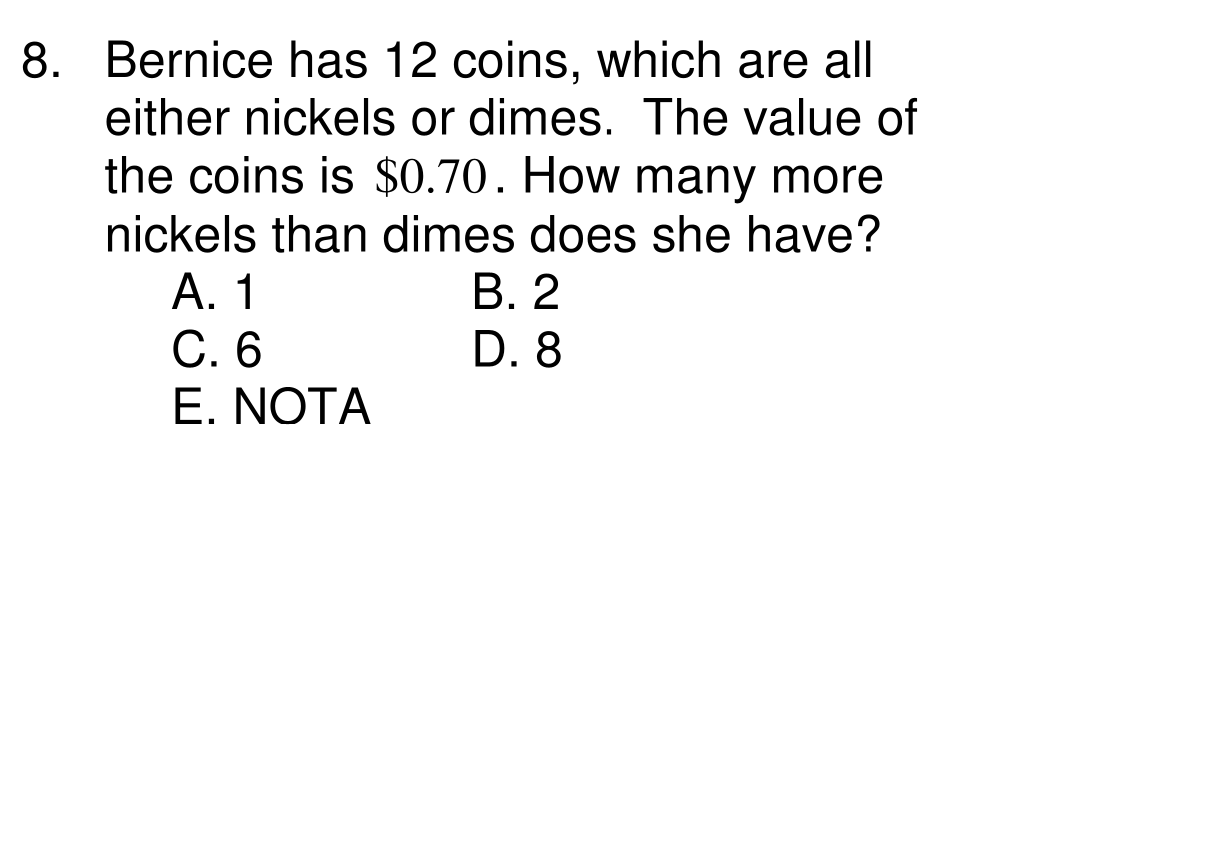 8. Bernice has 12 coins, which are all
either nickels or dimes. The value of
the coins is $0.70. How many more
nickels than dimes does she have?
A. 1 B. 2
C. 6 D. 8
E. NOTA